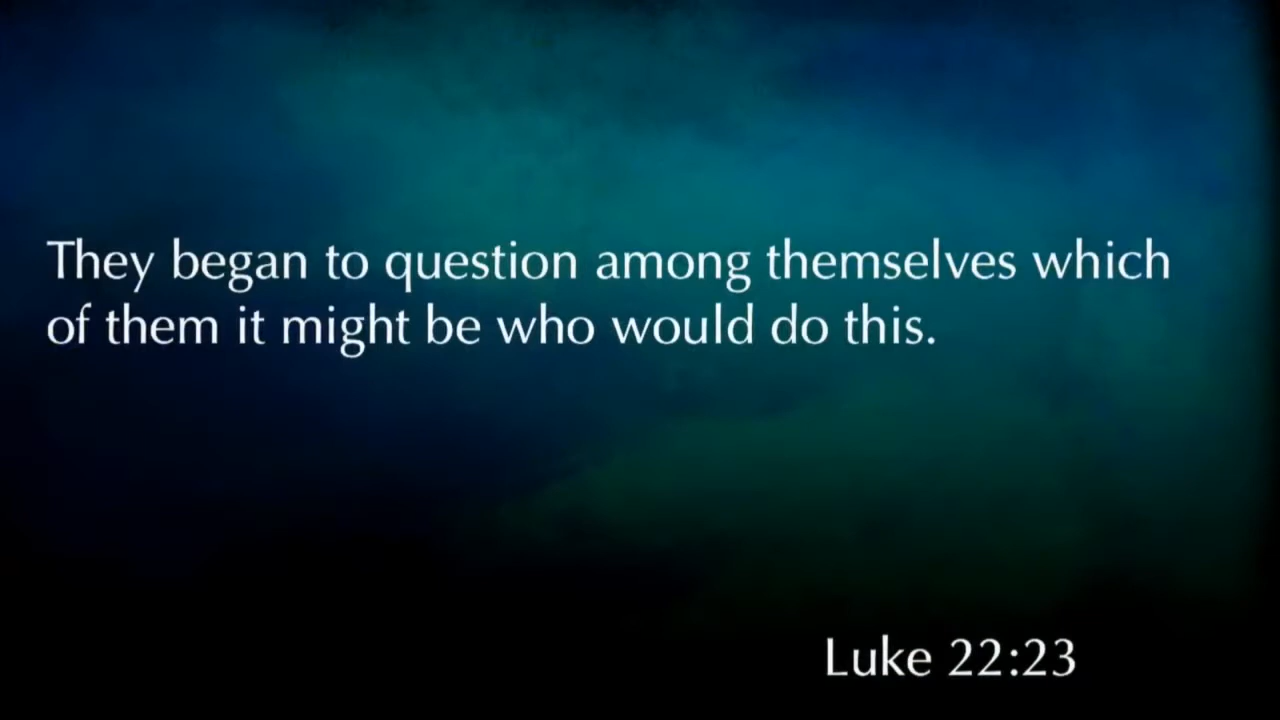 They began to question among themselves which
of them it might be who would do this.
Luke 22:23